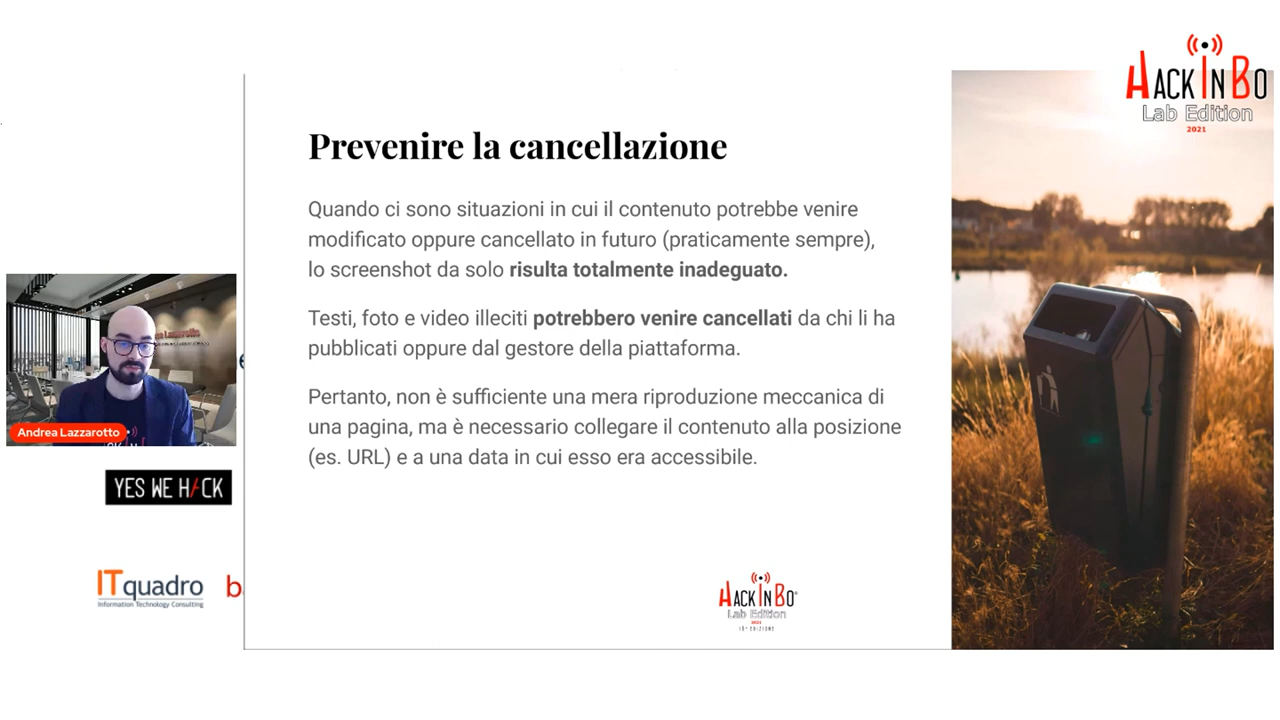 HACK IN BO
Lab Edition
2021
Prevenire la cancellazione
Quando ci sono situazioni in cui il contenuto potrebbe venire
modificato oppure cancellato in futuro (praticamente sempre),
lo screenshot da solo risulta totalmente inadeguato.
Testi, foto e video illeciti potrebbero venire cancellati da chi li ha
pubblicati oppure dal gestore della piattaforma.
Pertanto, non è sufficiente una mera riproduzione meccanica di
una pagina, ma è necessario collegare il contenuto alla posizione
(es. URL) e a una data in cui esso era accessibile.
Andrea Lazzarotto
YES WE H/CK
ITquadro
Information Technology Consulting
HACK IN BO®
Lab Edition
2021